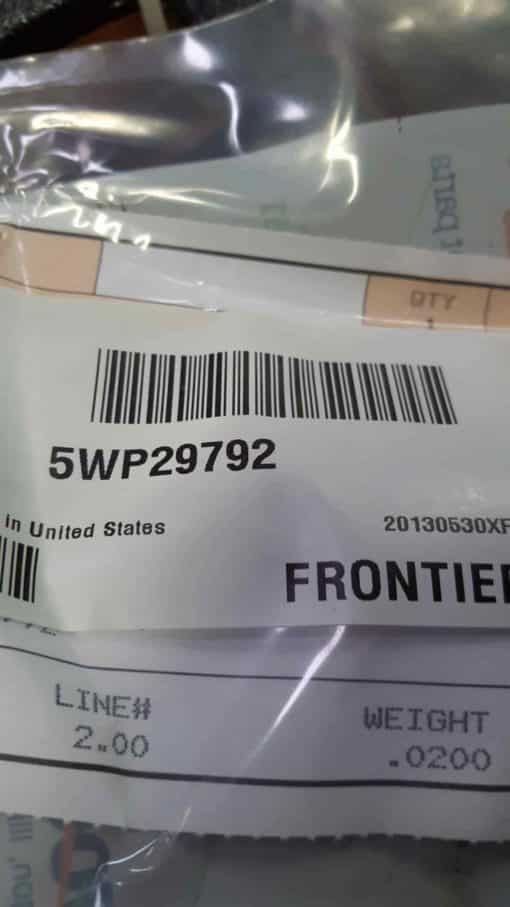 QTY
1
5WP29792
in United States
20130530XF
FRONTIER
LINE#
WEIGHT
2.00
.0200